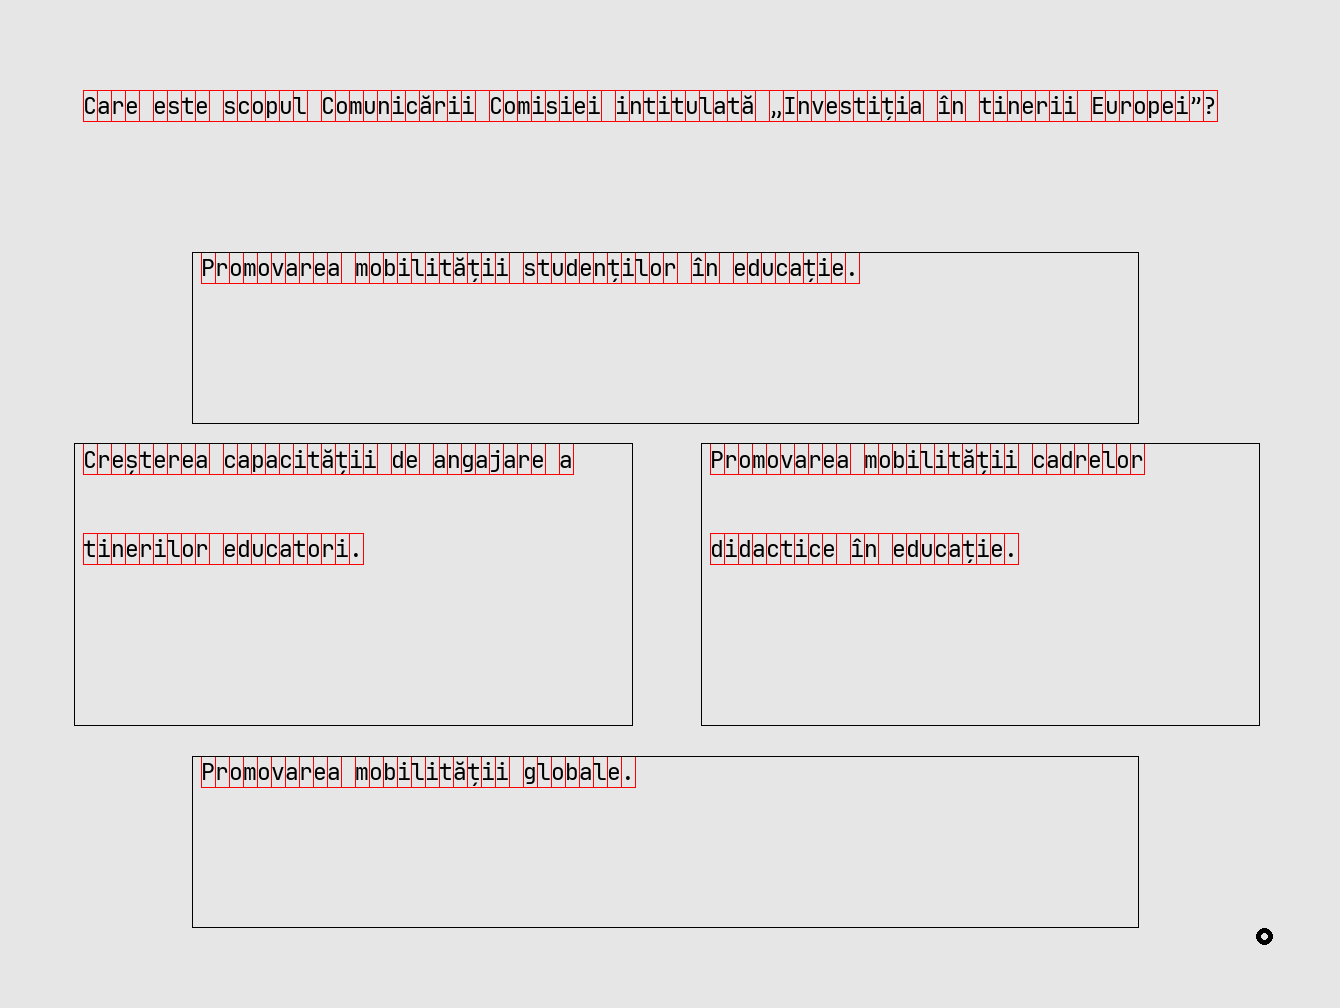 Care este scopul Comunicării Comisiei intitulată „Investiția în tinerii Europei”?
Promovarea mobilității studenților în educație.
Creșterea capacității de angajare a
tinerilor educatori.
Promovarea mobilității cadrelor
didactice în educație.
Promovarea mobilității globale.